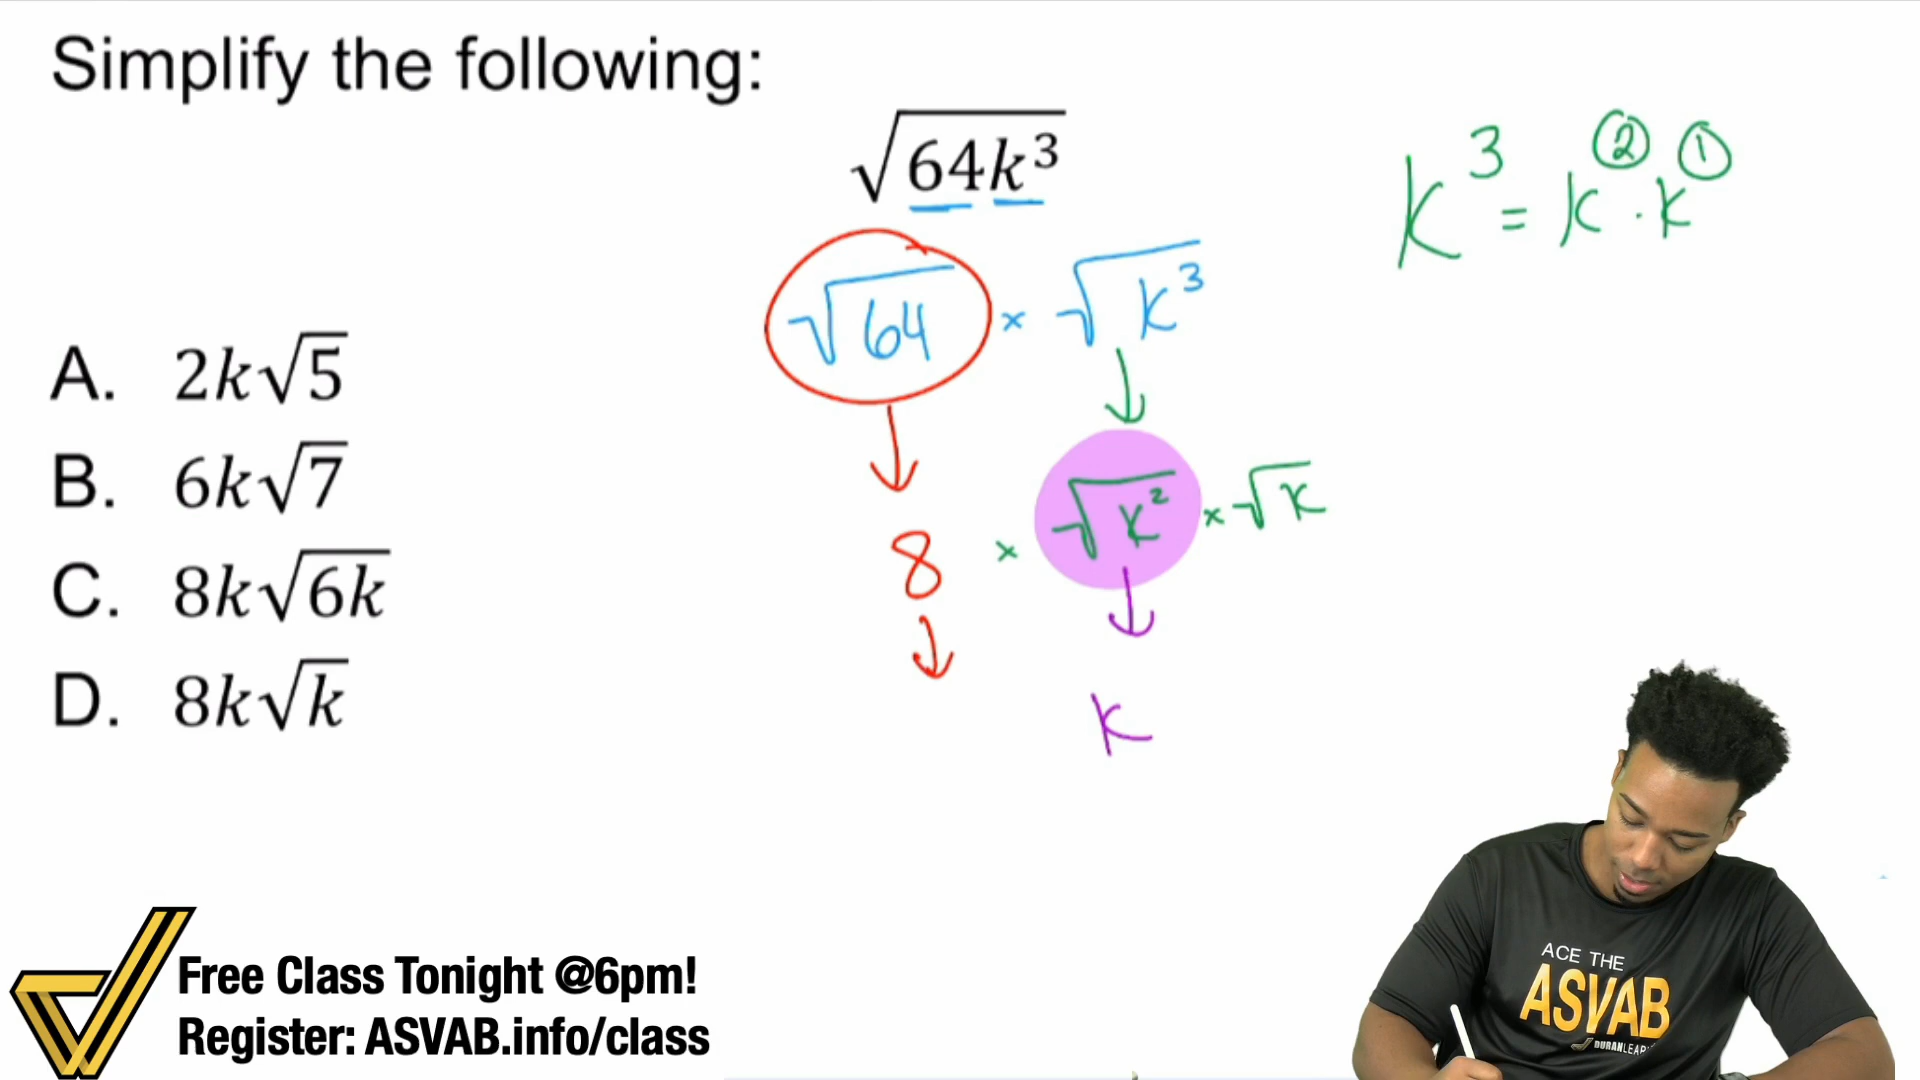 Simplify the following:
√64k³
√64 × √k³
k³ = k² · k¹
A. 2k√5
B. 6k√7
C. 8k√6k
D. 8k√k
8 × √k² × √k
k
Free Class Tonight @6pm!
Register: ASVAB.info/class
ACE THE
ASVAB